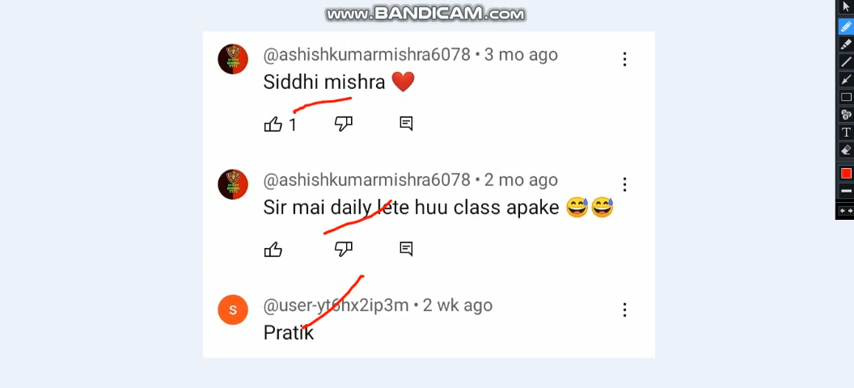 www.BANDICAM.com
@ashishkumarmishra6078 • 3 mo ago
Siddhi mishra ❤️
1
@ashishkumarmishra6078 • 2 mo ago
Sir mai daily lete huu class apake 😅😅
S
@user-yt6hx2ip3m • 2 wk ago
Pratik
T